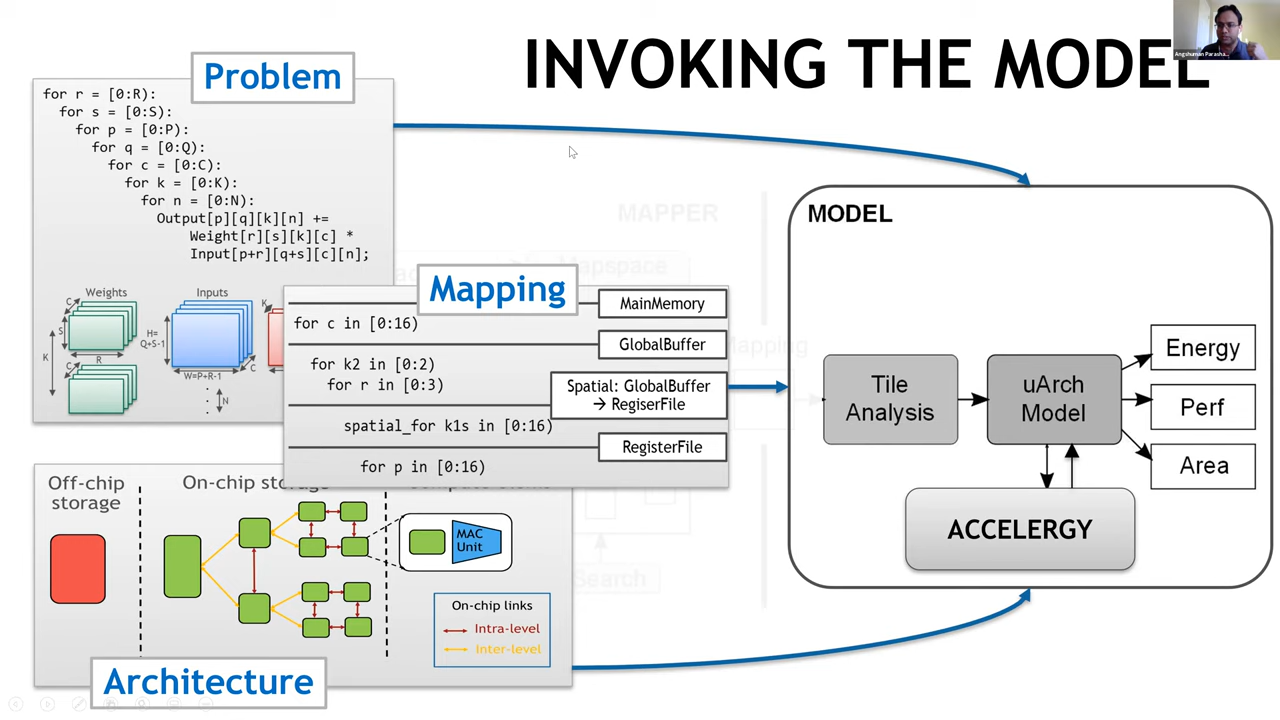 INVOKING THE MODEL
Angshuman Parasha...
Problem
for r = [0:R):
for s = [0:S):
for p = [0:P):
for q = [0:Q):
for c = [0:C):
for k = [0:K):
for n = [0:N):
Output[p][q][k][n] +=
Weight[r][s][k][c] *
Input[p+r][q+s][c][n];
Weights
Inputs
C
S
R
K
C
H=
Q+S-1
W=P+R-1
C
N
K
Mapping
MainMemory
for c in [0:16)
GlobalBuffer
for k2 in [0:2)
for r in [0:3)
Spatial: GlobalBuffer
→ RegiserFile
spatial_for k1s in [0:16)
RegisterFile
for p in [0:16)
Off-chip
storage
On-chip storage
MAC
Unit
On-chip links
Intra-level
Inter-level
Architecture
MAPPER
Mapspace
Mapping
Search
MODEL
Tile
Analysis
uArch
Model
Energy
Perf
Area
ACCELERGY